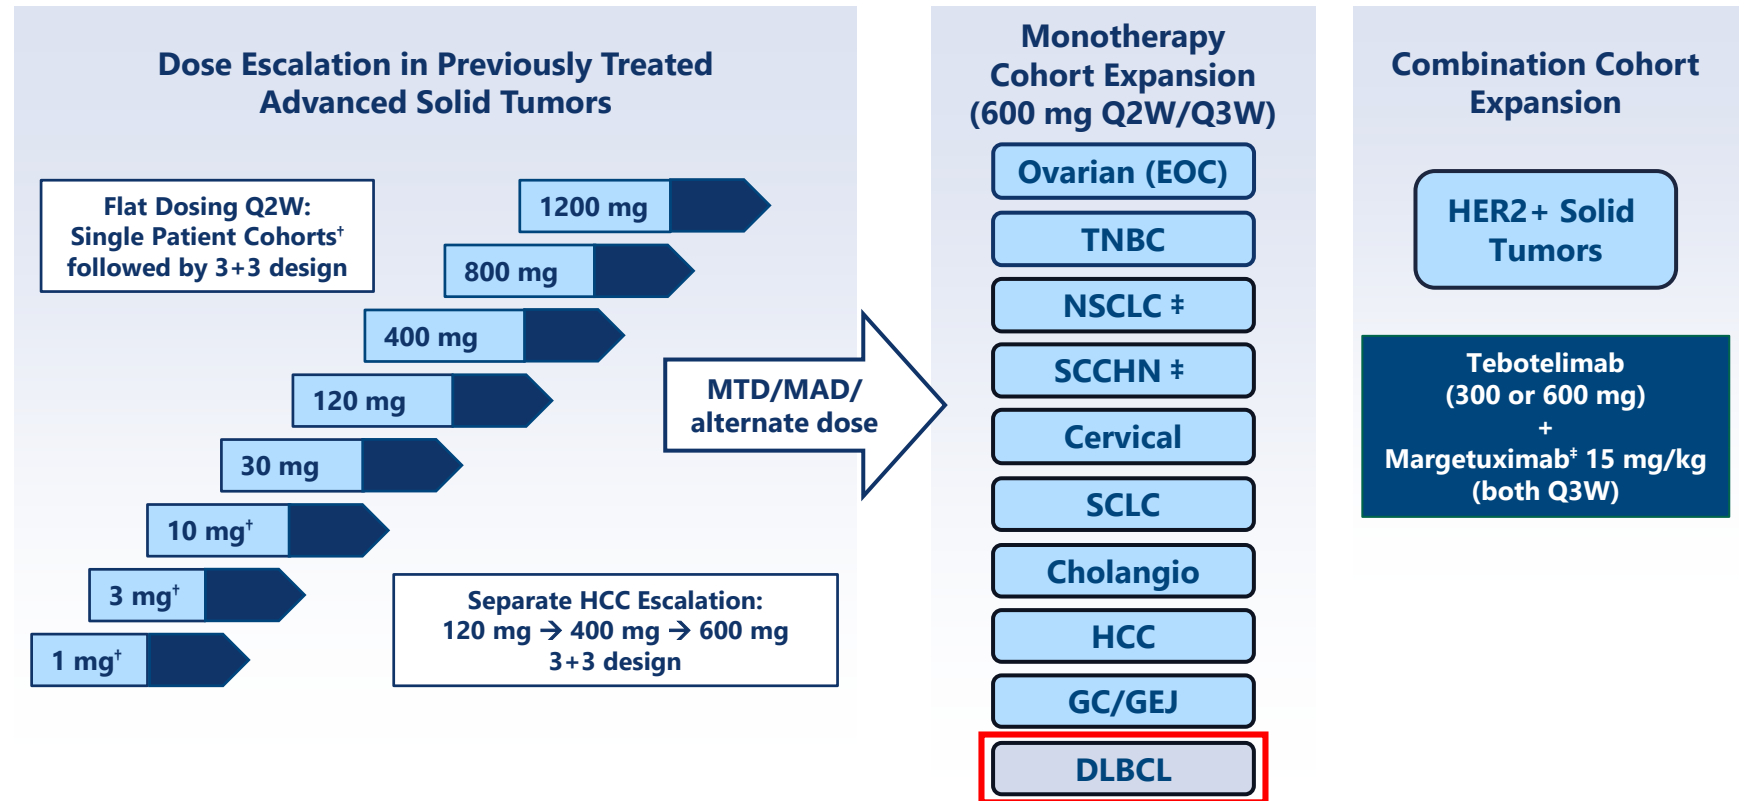 Dose Escalation in Previously Treated
Advanced Solid Tumors
Flat Dosing Q2W:
Single Patient Cohorts†
followed by 3+3 design
1200 mg
800 mg
400 mg
120 mg
30 mg
10 mg†
3 mg†
1 mg†
Separate HCC Escalation:
120 mg → 400 mg → 600 mg
3+3 design
MTD/MAD/
alternate dose
Monotherapy
Cohort Expansion
(600 mg Q2W/Q3W)
Ovarian (EOC)
TNBC
NSCLC ‡
SCCHN ‡
Cervical
SCLC
Cholangio
HCC
GC/GEJ
DLBCL
Combination Cohort
Expansion
HER2+ Solid
Tumors
Tebotelimab
(300 or 600 mg)
+
Margetuximab‡ 15 mg/kg
(both Q3W)